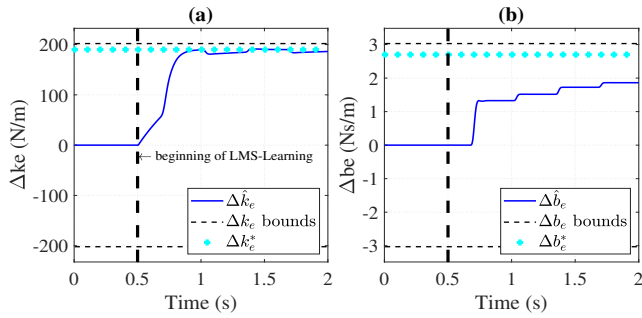 (a)
200
100
0
-100
-200
Δke (N/m)
← beginning of LMS-Learning
Δk̂ₑ
Δkₑ bounds
Δkₑ*
0 0.5 1 1.5 2
Time (s)
(b)
3
2
1
0
-1
-2
-3
Δbe (Ns/m)
Δb̂ₑ
Δbₑ bounds
Δbₑ*
0 0.5 1 1.5 2
Time (s)